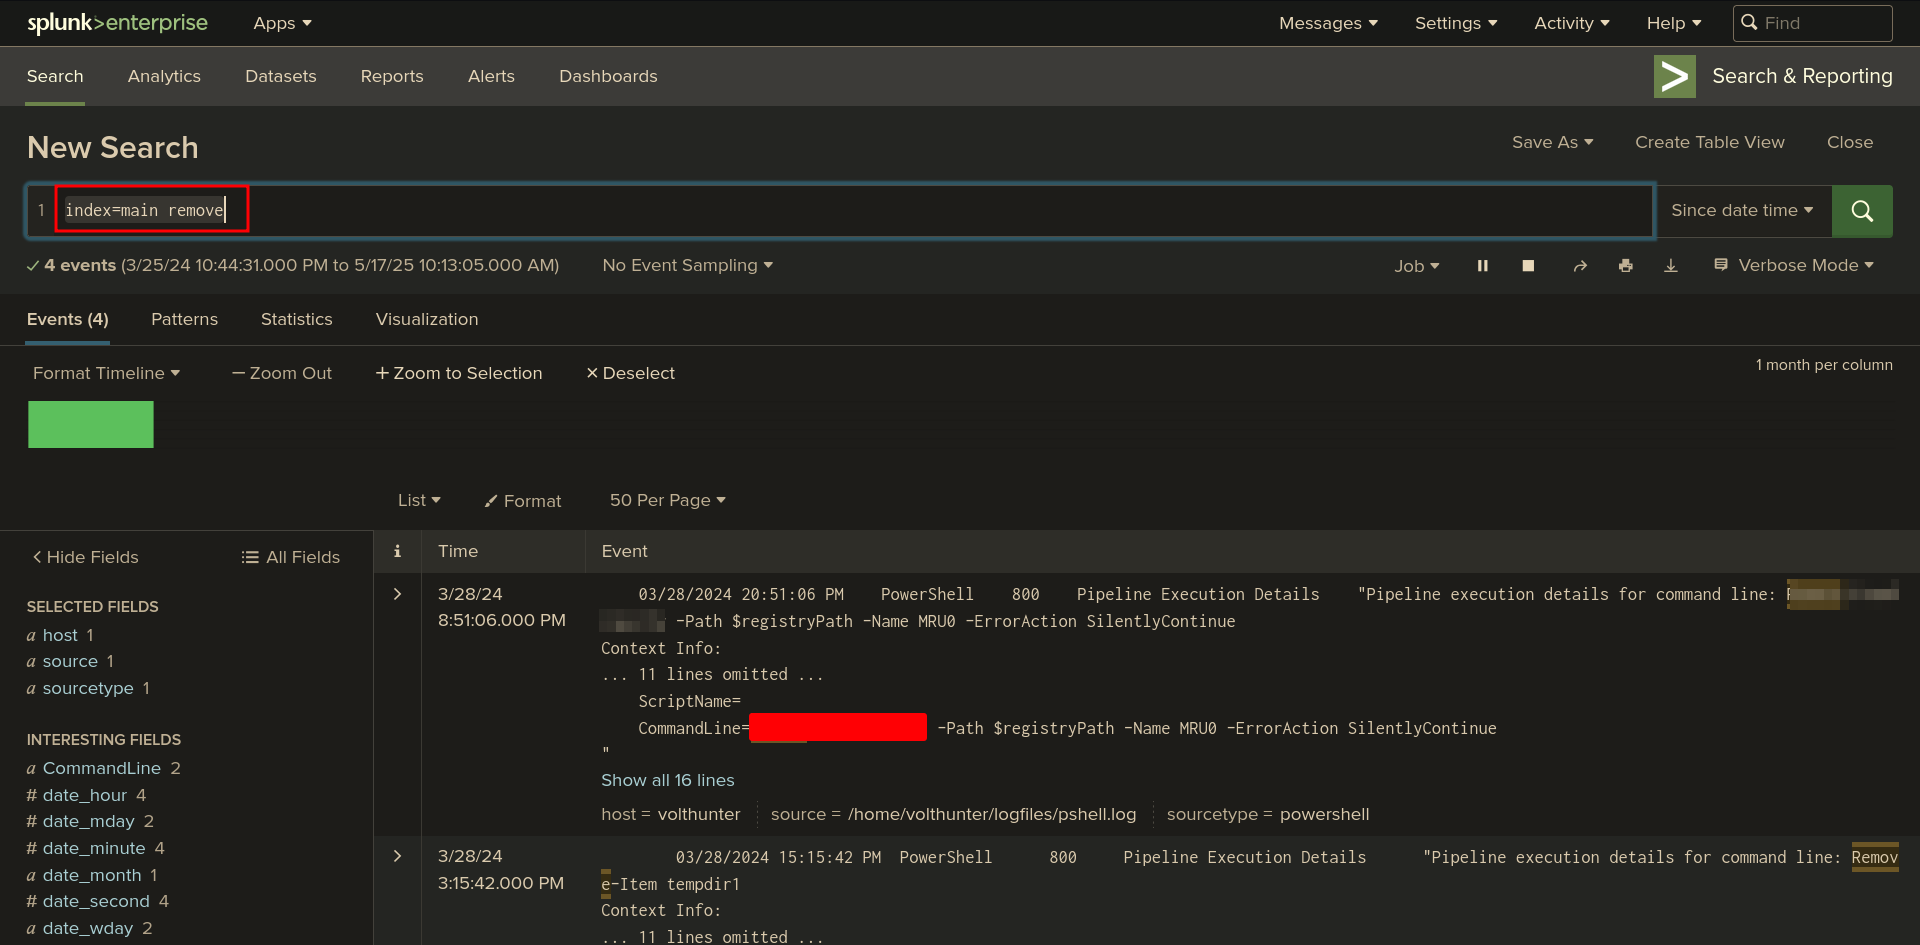 splunk>enterprise Apps Messages Settings Activity Help Find
Search Analytics Datasets Reports Alerts Dashboards Search & Reporting
New Search Save As Create Table View Close
1 index=main remove Since date time
4 events (3/25/24 10:44:31.000 PM to 5/17/25 10:13:05.000 AM) No Event Sampling Job Verbose Mode
Events (4) Patterns Statistics Visualization
Format Timeline — Zoom Out + Zoom to Selection × Deselect 1 month per column
List Format 50 Per Page
< Hide Fields All Fields
SELECTED FIELDS
a host 1
a source 1
a sourcetype 1
INTERESTING FIELDS
a CommandLine 2
# date_hour 4
# date_mday 2
# date_minute 4
a date_month 1
# date_second 4
a date_wday 2
i Time Event
> 3/28/24
8:51:06.000 PM
03/28/2024 20:51:06 PM PowerShell 800 Pipeline Execution Details "Pipeline execution details for command line:
-Path $registryPath -Name MRU0 -ErrorAction SilentlyContinue
Context Info:
... 11 lines omitted ...
ScriptName=
CommandLine= -Path $registryPath -Name MRU0 -ErrorAction SilentlyContinue
"
Show all 16 lines
host = volthunter source = /home/volthunter/logfiles/pshell.log sourcetype = powershell
> 3/28/24
3:15:42.000 PM
03/28/2024 15:15:42 PM PowerShell 800 Pipeline Execution Details "Pipeline execution details for command line: Remov
e-Item tempdir1
Context Info:
... 11 lines omitted ...